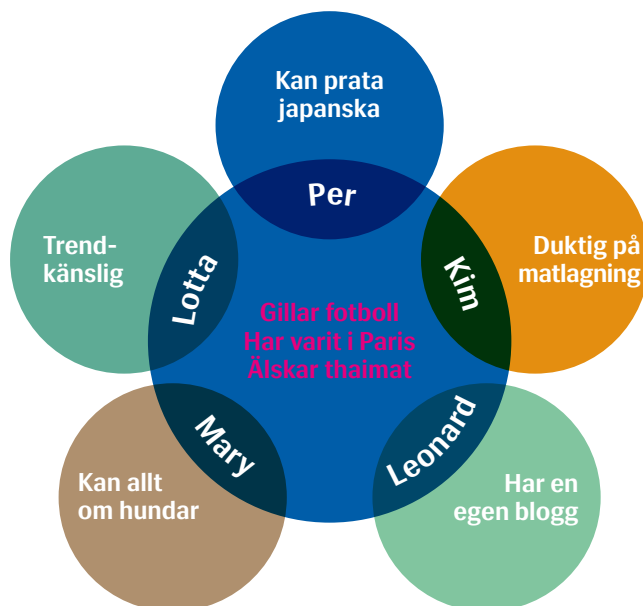 Kan prata
japanska
Per
Trend-
känslig
Lotta
Duktig på
matlagning
Kim
Gillar fotboll
Har varit i Paris
Älskar thaimat
Mary
Kan allt
om hundar
Leonard
Har en
egen blogg